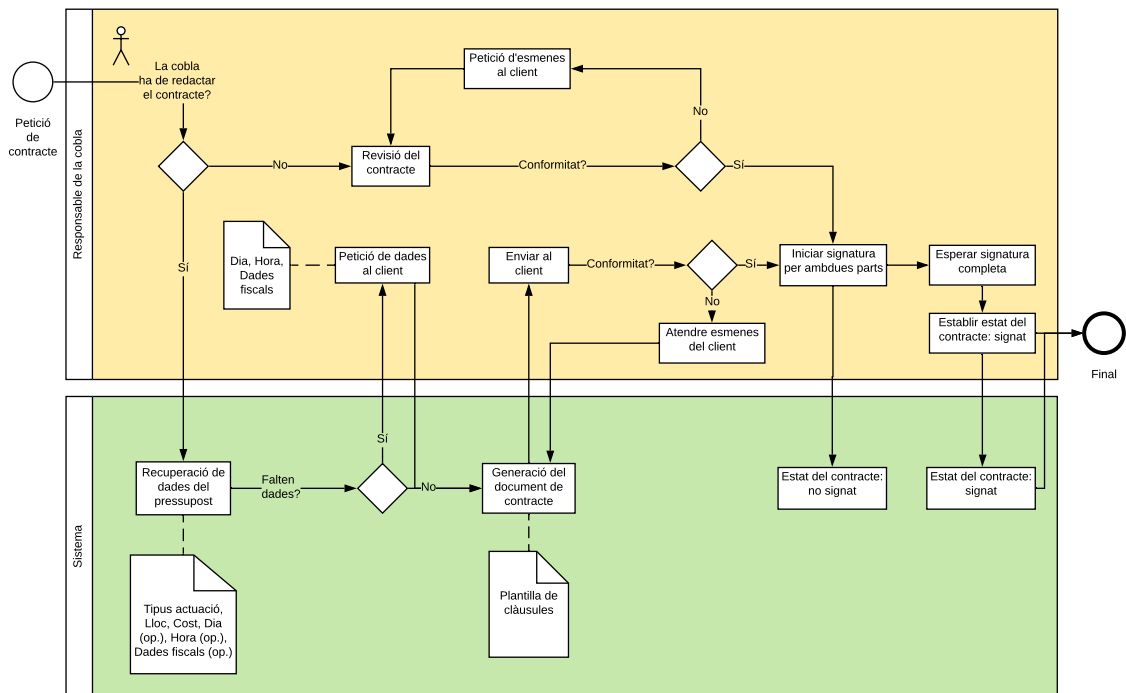 Petició
de
contracte
Responsable de la cobla
La cobla
ha de redactar
el contracte?
Petició d'esmenes
al client
No
No
Revisió del
contracte
Conformitat?
Sí
Sí
Dia, Hora,
Dades
fiscals
Petició de dades
al client
Enviar al
client
Conformitat?
Sí
Iniciar signatura
per ambdues parts
Esperar signatura
completa
No
Atendre esmenes
del client
Establir estat del
contracte: signat
Final
Sistema
Sí
Recuperació de
dades del
pressupost
Falten
dades?
No
Generació del
document de
contracte
Estat del contracte:
no signat
Estat del contracte:
signat
Tipus actuació,
Lloc, Cost, Dia
(op.), Hora (op.),
Dades fiscals (op.)
Plantilla de
clàusules